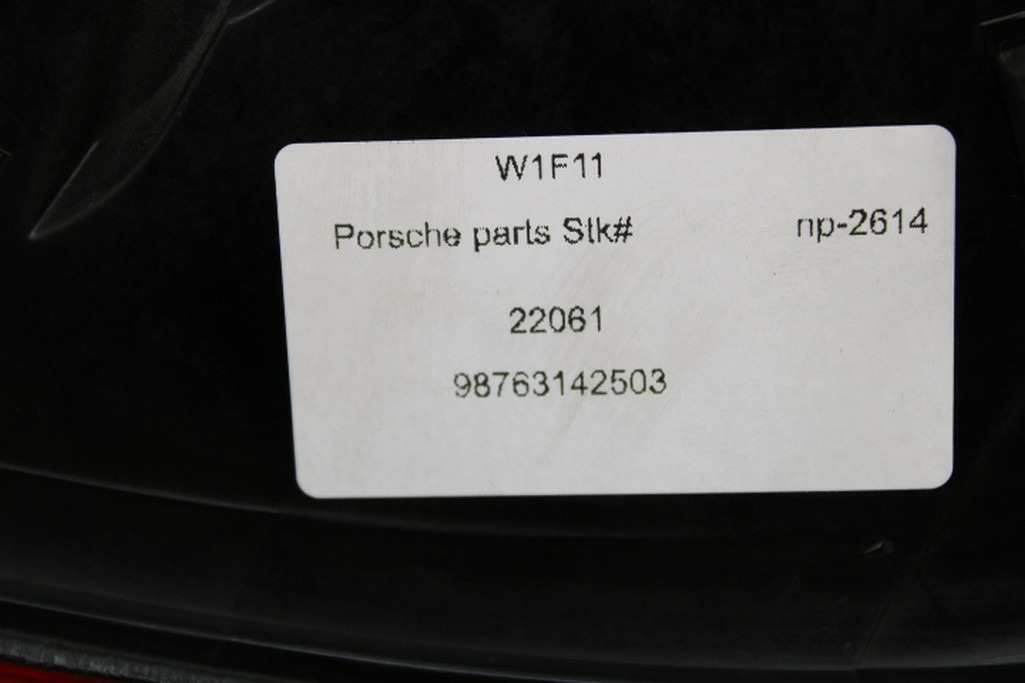 W1F11
Porsche parts Stk# np-2614
22061
98763142503